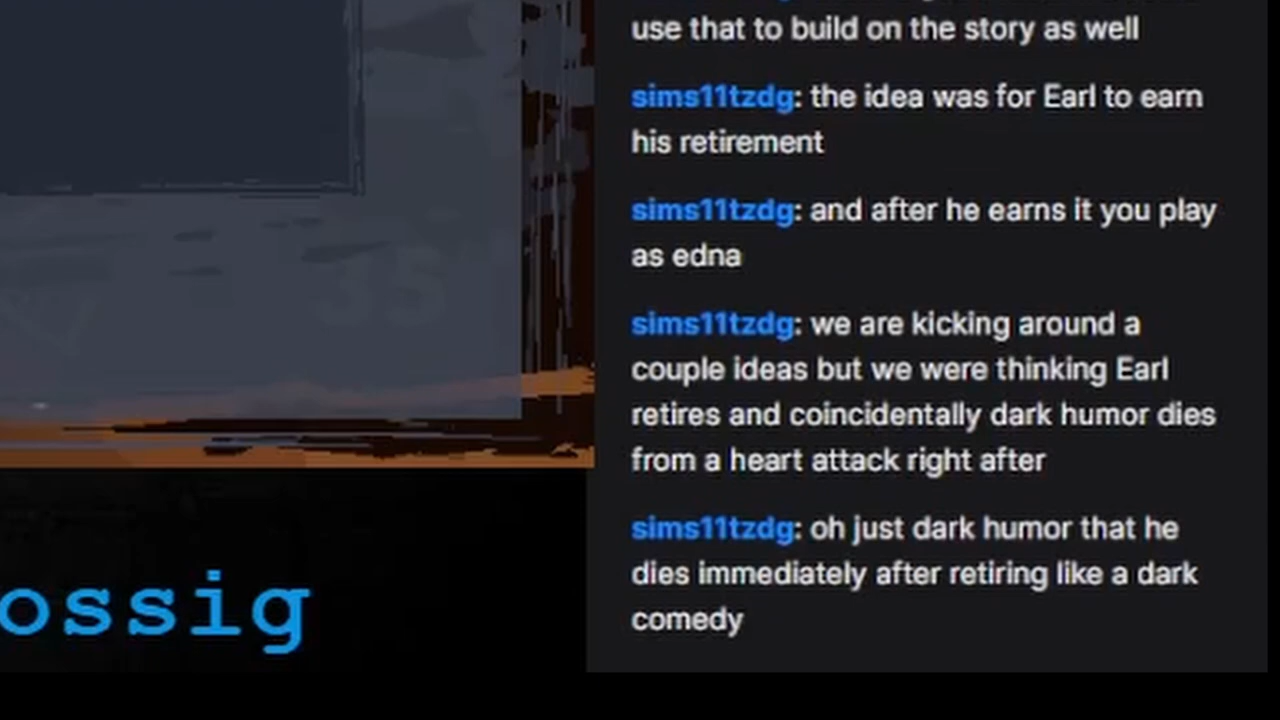 use that to build on the story as well
sims11tzdg: the idea was for Earl to earn
his retirement
sims11tzdg: and after he earns it you play
as edna
sims11tzdg: we are kicking around a
couple ideas but we were thinking Earl
retires and coincidentally dark humor dies
from a heart attack right after
sims11tzdg: oh just dark humor that he
dies immediately after retiring like a dark
comedy
35
ossig